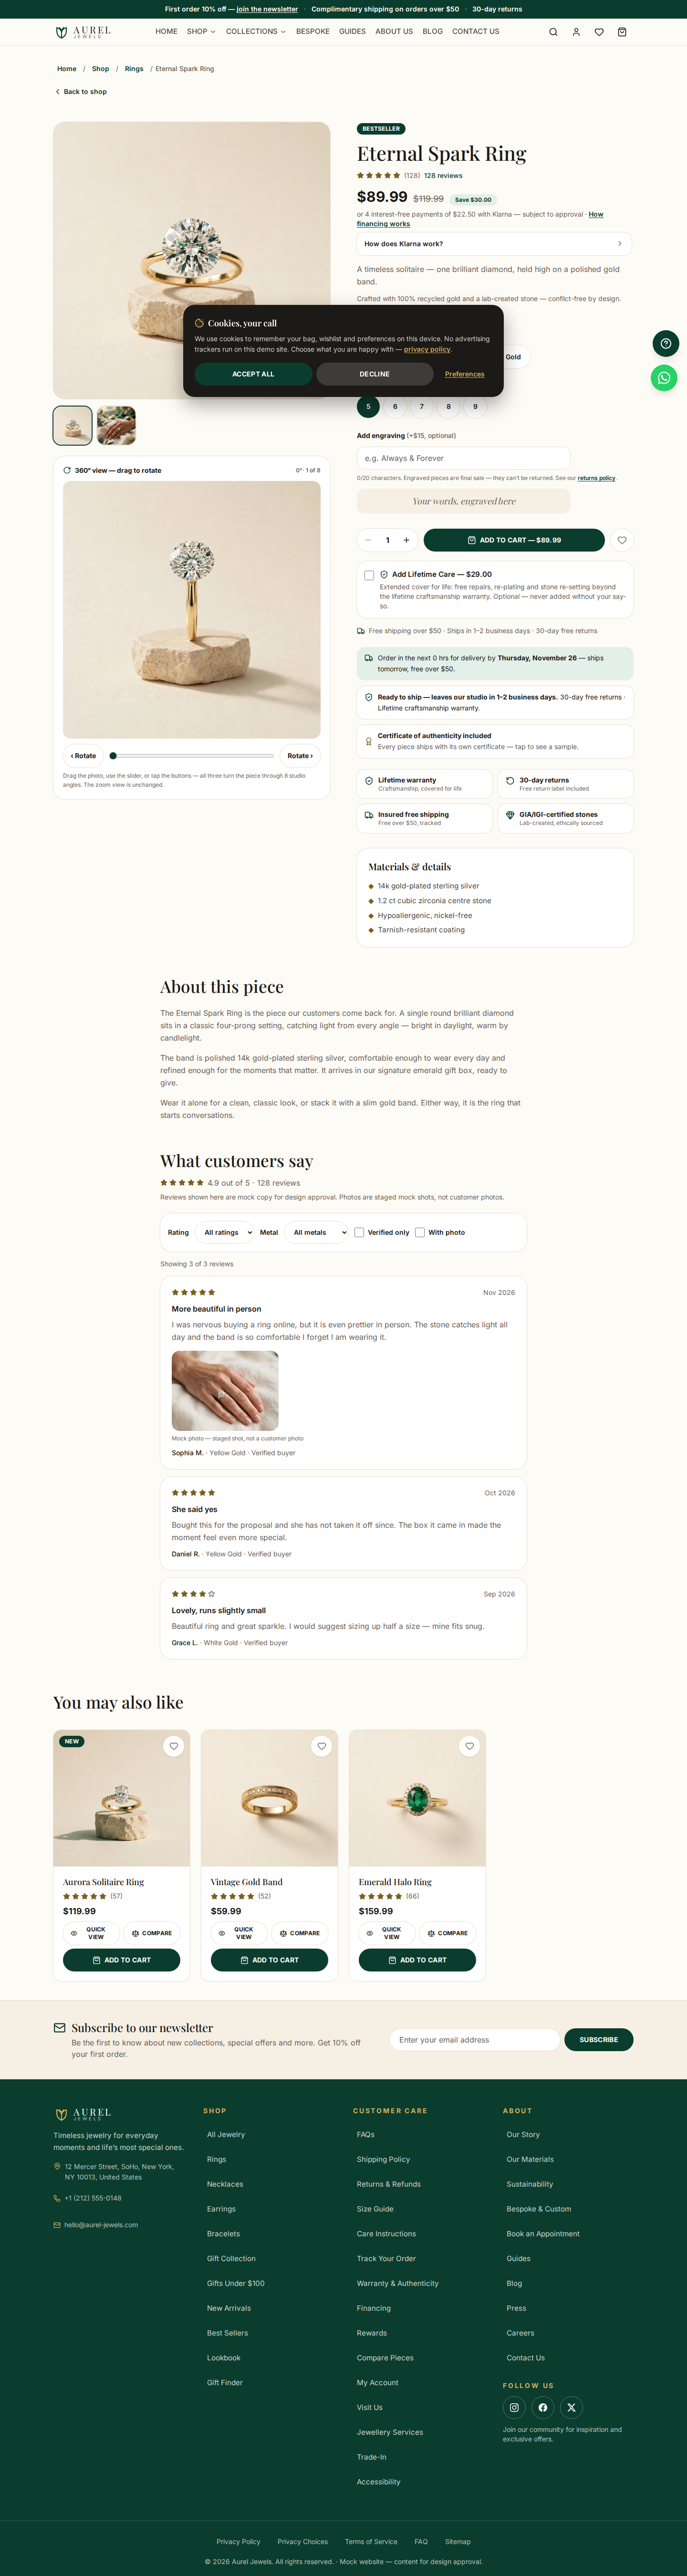 First order 10% off — join the newsletter · Complimentary shipping on orders over $50 · 30-day returns
AUREL
JEWELS
HOME SHOP COLLECTIONS BESPOKE GUIDES ABOUT US BLOG CONTACT US
Home / Shop / Rings / Eternal Spark Ring
Back to shop
BESTSELLER
Eternal Spark Ring
(128) 128 reviews
$89.99 $119.99 Save $30.00
or 4 interest-free payments of $22.50 with Klarna — subject to approval · How
financing works
How does Klarna work?
A timeless solitaire — one brilliant diamond, held high on a polished gold
band.
Crafted with 100% recycled gold and a lab-created stone — conflict-free by design.
Cookies, your call
We use cookies to remember your bag, wishlist and preferences on this device. No advertising
trackers run on this demo site. Choose what you are happy with — privacy policy.
ACCEPT ALL DECLINE Preferences
Gold
5 6 7 8 9
Add engraving (+$15, optional)
e.g. Always & Forever
0/20 characters. Engraved pieces are final sale — they can't be returned. See our returns policy.
Your words, engraved here
1
ADD TO CART — $89.99
Add Lifetime Care — $29.00
Extended cover for life: free repairs, re-plating and stone re-setting beyond
the lifetime craftsmanship warranty. Optional — never added without your say-
so.
Free shipping over $50 · Ships in 1–2 business days · 30-day free returns
Order in the next 0 hrs for delivery by Thursday, November 26 — ships
tomorrow, free over $50.
Ready to ship — leaves our studio in 1–2 business days. 30-day free returns ·
Lifetime craftsmanship warranty.
Certificate of authenticity included
Every piece ships with its own certificate — tap to see a sample.
Lifetime warranty
Craftsmanship, covered for life
30-day returns
Free return label included
Insured free shipping
Free over $50, tracked
GIA/IGI-certified stones
Lab-created, ethically sourced
Materials & details
14k gold-plated sterling silver
1.2 ct cubic zirconia centre stone
Hypoallergenic, nickel-free
Tarnish-resistant coating
360° view — drag to rotate
0° · 1 of 8
‹ Rotate
Rotate ›
Drag the photo, use the slider, or tap the buttons — all three turn the piece through 8 studio
angles. The zoom view is unchanged.
About this piece
The Eternal Spark Ring is the piece our customers come back for. A single round brilliant diamond
sits in a classic four-prong setting, catching light from every angle — bright in daylight, warm by
candlelight.
The band is polished 14k gold-plated sterling silver, comfortable enough to wear every day and
refined enough for the moments that matter. It arrives in our signature emerald gift box, ready to
give.
Wear it alone for a clean, classic look, or stack it with a slim gold band. Either way, it is the ring that
starts conversations.
What customers say
4.9 out of 5 · 128 reviews
Reviews shown here are mock copy for design approval. Photos are staged mock shots, not customer photos.
Rating All ratings Metal All metals Verified only With photo
Showing 3 of 3 reviews
Nov 2026
More beautiful in person
I was nervous buying a ring online, but it is even prettier in person. The stone catches light all
day and the band is so comfortable I forget I am wearing it.
Mock photo — staged shot, not a customer photo
Sophia M. · Yellow Gold · Verified buyer
Oct 2026
She said yes
Bought this for the proposal and she has not taken it off since. The box it came in made the
moment feel even more special.
Daniel R. · Yellow Gold · Verified buyer
Sep 2026
Lovely, runs slightly small
Beautiful ring and great sparkle. I would suggest sizing up half a size — mine fits snug.
Grace L. · White Gold · Verified buyer
You may also like
NEW
Aurora Solitaire Ring
(57)
$119.99
QUICK VIEW
COMPARE
ADD TO CART
Vintage Gold Band
(52)
$59.99
QUICK VIEW
COMPARE
ADD TO CART
Emerald Halo Ring
(66)
$159.99
QUICK VIEW
COMPARE
ADD TO CART
Subscribe to our newsletter
Be the first to know about new collections, special offers and more. Get 10% off
your first order.
Enter your email address
SUBSCRIBE
AUREL
JEWELS
Timeless jewelry for everyday
moments and life's most special ones.
12 Mercer Street, SoHo, New York,
NY 10013, United States
+1 (212) 555-0148
hello@aurel-jewels.com
SHOP
All Jewelry
Rings
Necklaces
Earrings
Bracelets
Gift Collection
Gifts Under $100
New Arrivals
Best Sellers
Lookbook
Gift Finder
CUSTOMER CARE
FAQs
Shipping Policy
Returns & Refunds
Size Guide
Care Instructions
Track Your Order
Warranty & Authenticity
Financing
Rewards
Compare Pieces
My Account
Visit Us
Jewellery Services
Trade-In
Accessibility
ABOUT
Our Story
Our Materials
Sustainability
Bespoke & Custom
Book an Appointment
Guides
Blog
Press
Careers
Contact Us
FOLLOW US
Join our community for inspiration and
exclusive offers.
Privacy Policy Privacy Choices Terms of Service FAQ Sitemap
© 2026 Aurel Jewels. All rights reserved. · Mock website — content for design approval.